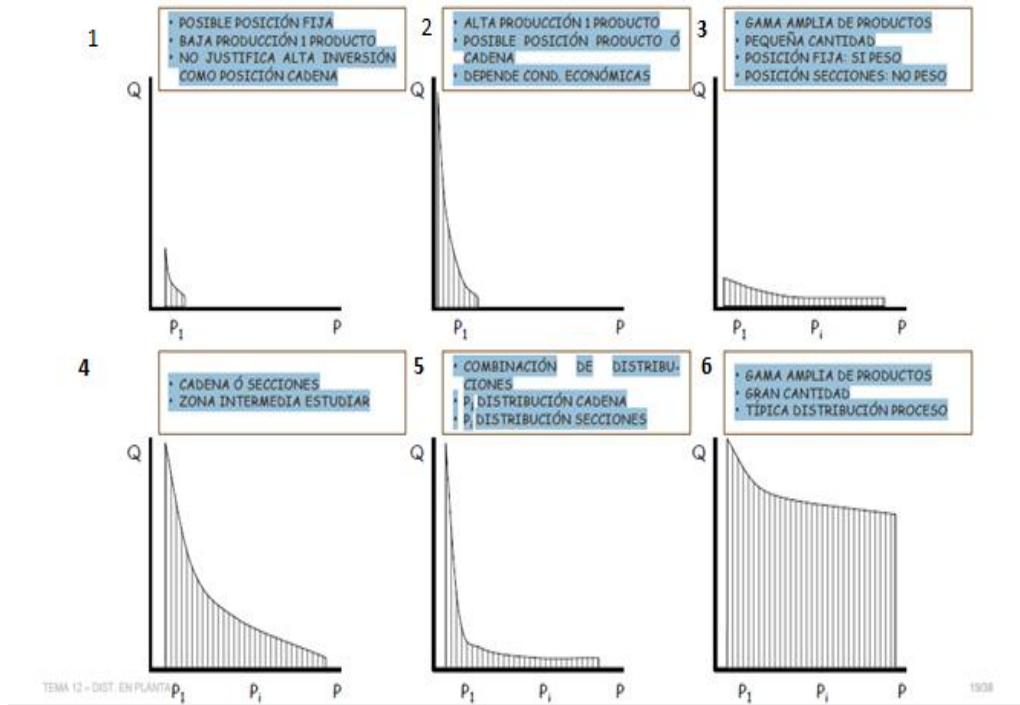 1
• POSIBLE POSICIÓN FIJA
• BAJA PRODUCCIÓN 1 PRODUCTO
• NO JUSTIFICA ALTA INVERSIÓN
COMO POSICIÓN CADENA
Q
P₁
P
2
• ALTA PRODUCCIÓN 1 PRODUCTO
• POSIBLE POSICIÓN PRODUCTO Ó
CADENA
• DEPENDE COND. ECONÓMICAS
Q
P₁
P
3
• GAMA AMPLIA DE PRODUCTOS
• PEQUEÑA CANTIDAD
• POSICIÓN FIJA: SI PESO
• POSICIÓN SECCIONES: NO PESO
Q
P₁
Pᵢ
P
4
• CADENA Ó SECCIONES
• ZONA INTERMEDIA ESTUDIAR
Q
P₁
Pᵢ
P
5
• COMBINACIÓN DE DISTRIBU-
CIONES
• Pⱼ DISTRIBUCIÓN CADENA
• Pᵢ DISTRIBUCIÓN SECCIONES
Q
P₁
Pᵢ
P
6
• GAMA AMPLIA DE PRODUCTOS
• GRAN CANTIDAD
• TÍPICA DISTRIBUCIÓN PROCESO
Q
P₁
Pᵢ
P
TEMA 12 – DIST. EN PLANTA
19/38